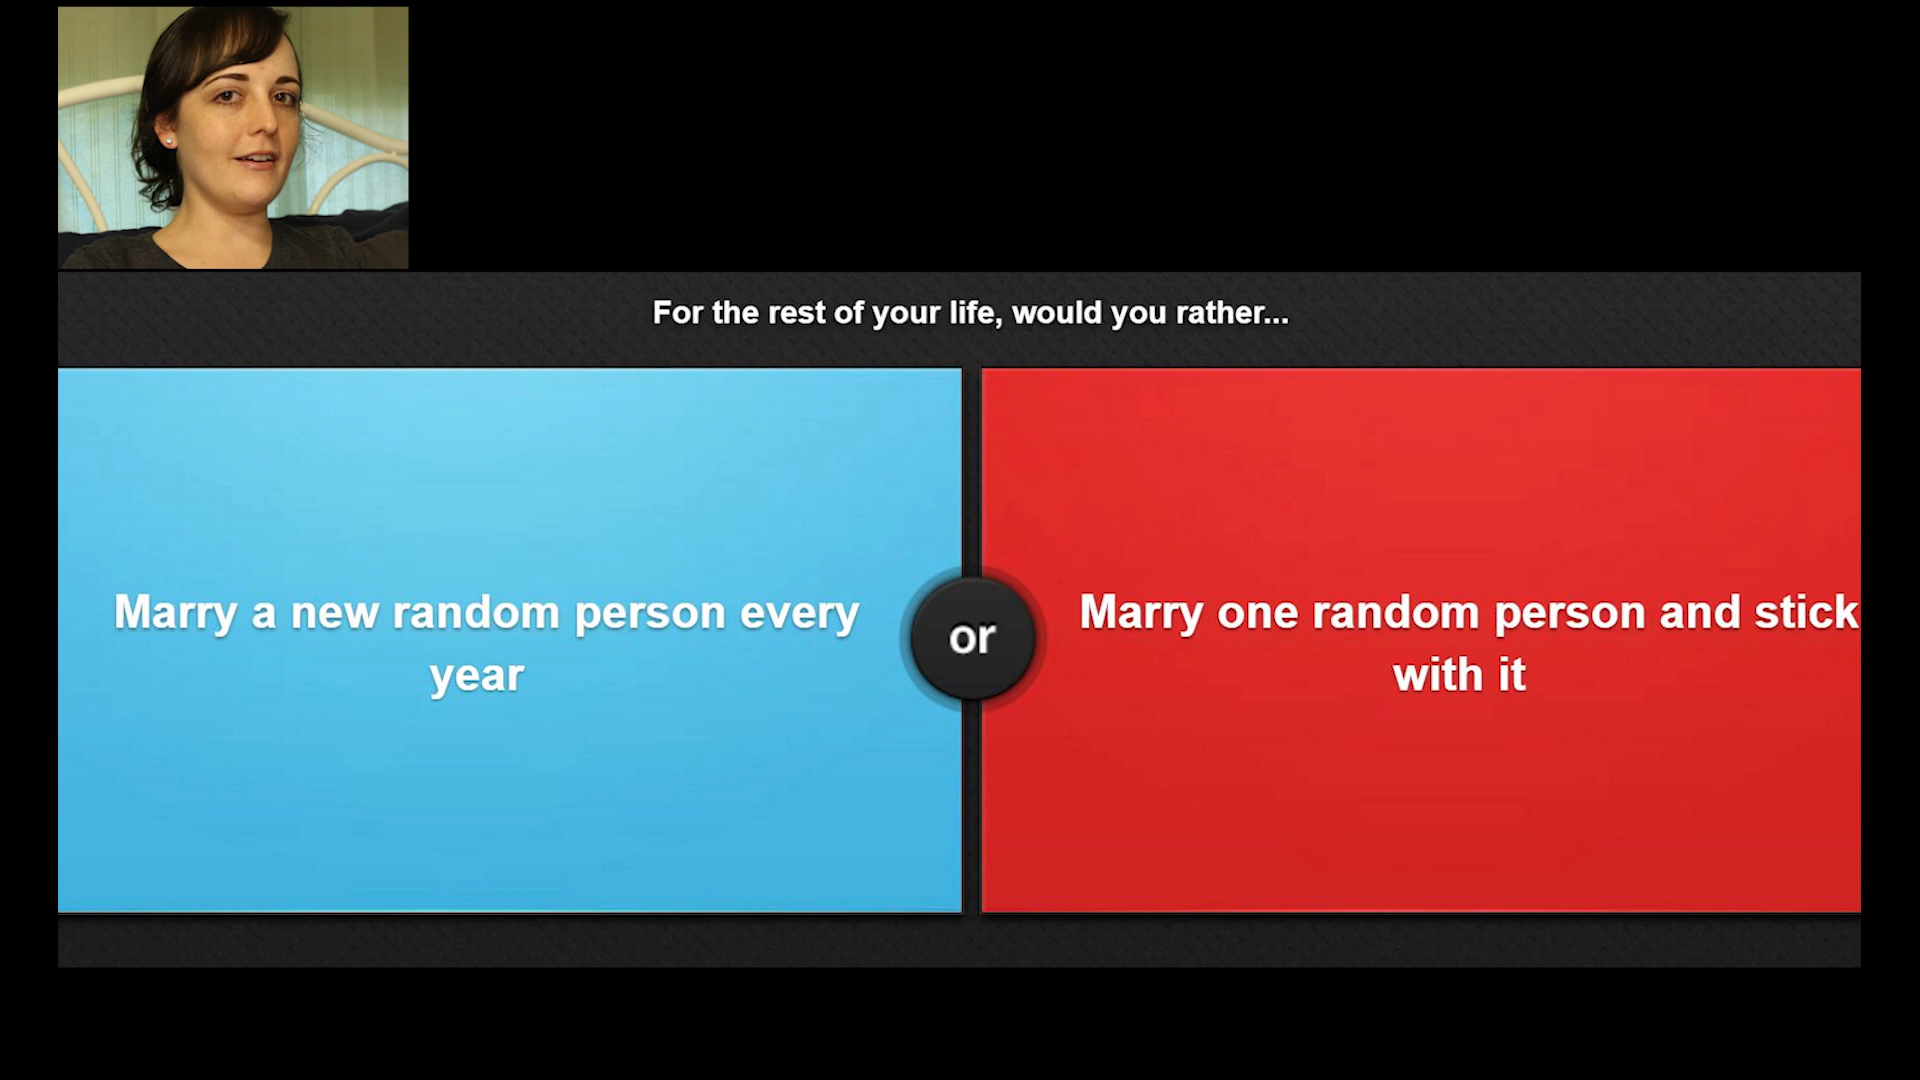 For the rest of your life, would you rather...
Marry a new random person every
year
or
Marry one random person and stick
with it